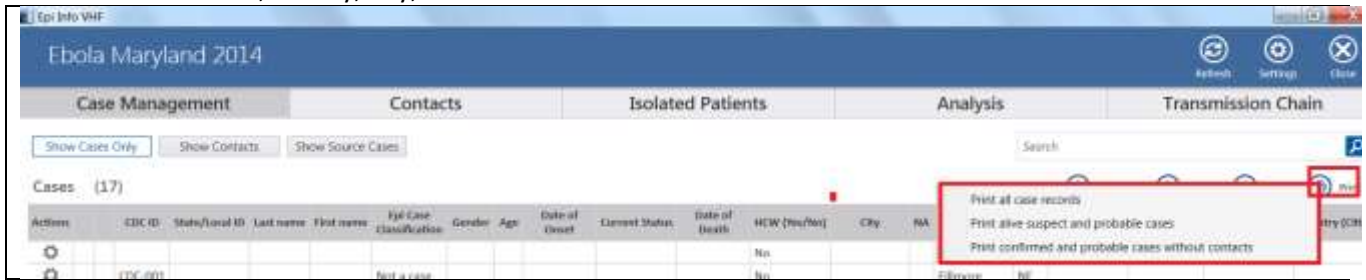 Epi Info VHF
Ebola Maryland 2014
Refresh Settings Close
Case Management Contacts Isolated Patients Analysis Transmission Chain
Show Cases Only Show Contacts Show Source Cases Search
Cases (17) Print
Print all case records
Print alive suspect and probable cases
Print confirmed and probable cases without contacts
Actions CDC ID State/Local ID Last name First name Epi Case Classification Gender Age Date of Onset Current Status Date of Death HCW (Yes/No) City NA
No
CDC-001 Not a case No Fillmore NE